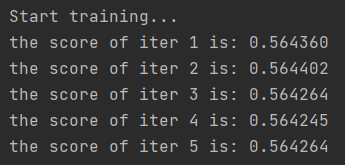 Start training...
the score of iter 1 is: 0.564360
the score of iter 2 is: 0.564402
the score of iter 3 is: 0.564264
the score of iter 4 is: 0.564245
the score of iter 5 is: 0.564264